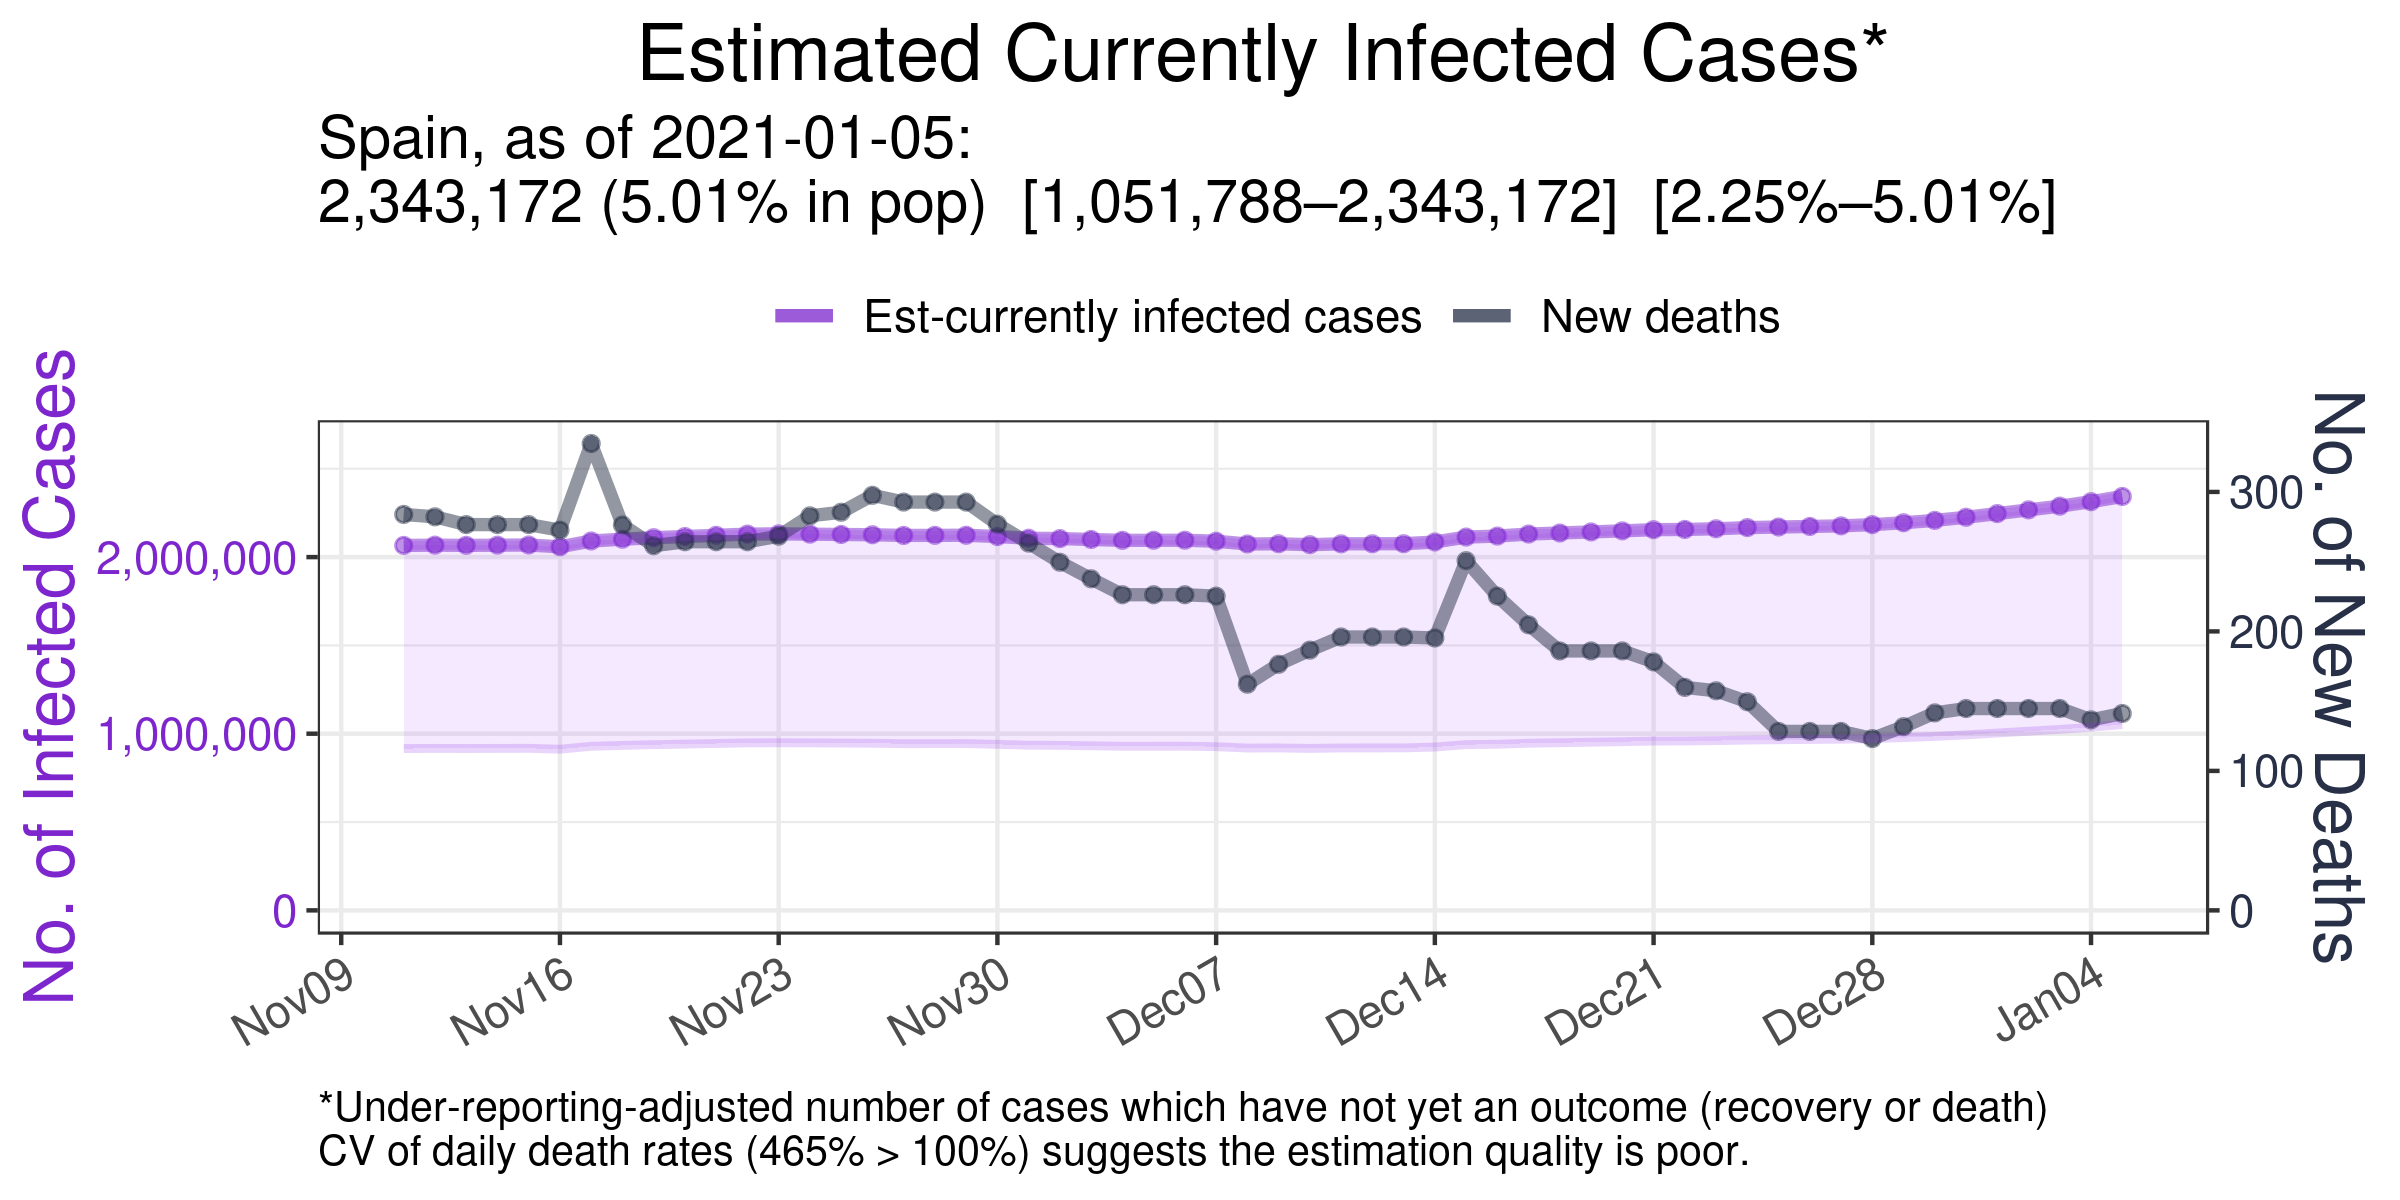 Estimated Currently Infected Cases*
Spain, as of 2021-01-05:
2,343,172 (5.01% in pop)  [1,051,788–2,343,172]  [2.25%–5.01%]
Est-currently infected cases
New deaths
No. of Infected Cases
2,000,000
1,000,000
0
No. of New Deaths
300
200
100
0
Nov09
Nov16
Nov23
Nov30
Dec07
Dec14
Dec21
Dec28
Jan04
*Under-reporting-adjusted number of cases which have not yet an outcome (recovery or death)
CV of daily death rates (465% > 100%) suggests the estimation quality is poor.